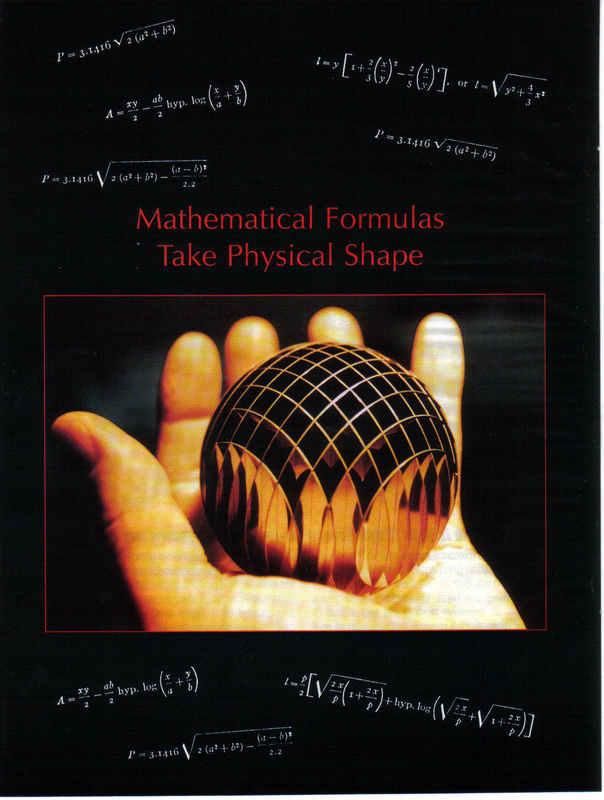 P = 3.1416 √2 (a² + b²)
l = y [1 + 2/3 (x/y)² − 2/5 (x/y)⁴], or l = √y² + 4/3 x²
A = xy/2 − ab/2 hyp. log (x/a + y/b)
P = 3.1416 √2 (a² + b²)
P = 3.1416 √2 (a² + b²) − (a − b)²/2.2
Mathematical Formulas
Take Physical Shape
A = xy/2 − ab/2 hyp. log (x/a + y/b)
l = p/2 [√2x/p (1 + 2x/p) + hyp. log (√2x/p + √1 + 2x/p)]
P = 3.1416 √2 (a² + b²) − (a − b)²/2.2